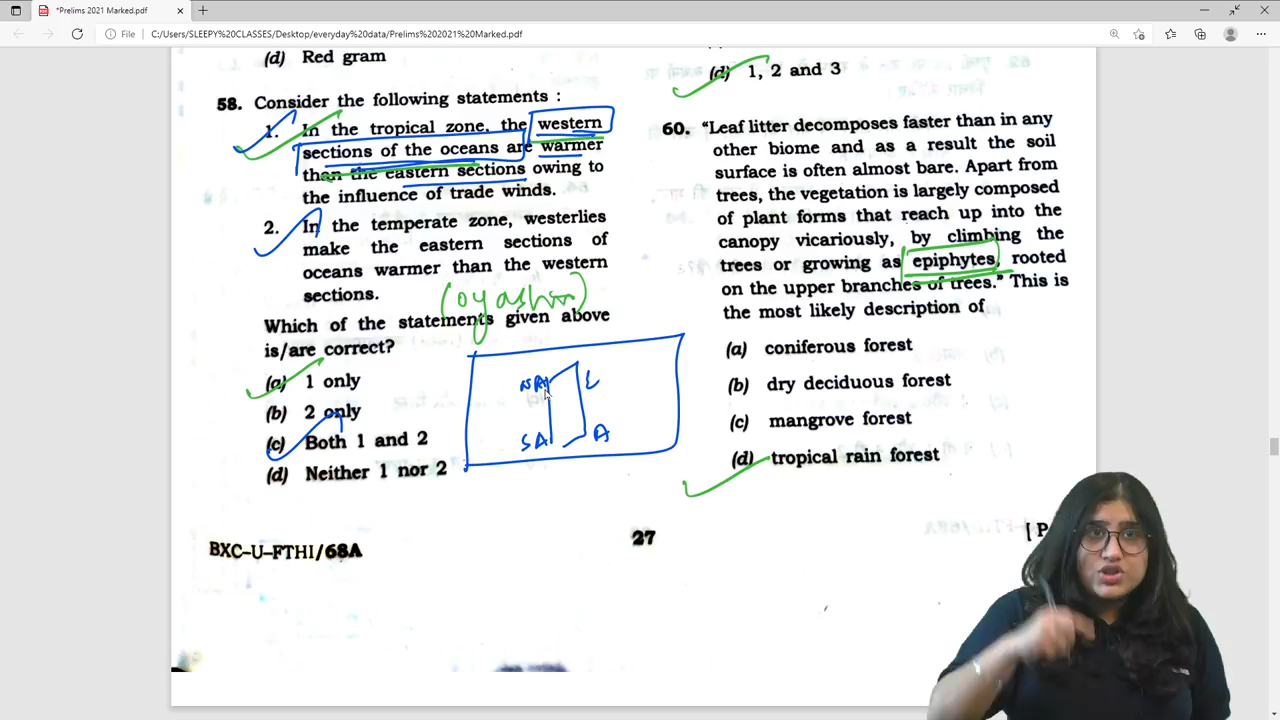 *Prelims 2021 Marked.pdf
File C:/Users/SLEEPY%20CLASSES/Desktop/everyday%20data/Prelims%202021%20Marked.pdf
(d) Red gram
58. Consider the following statements :
1. In the tropical zone, the western
sections of the oceans are warmer
than the eastern sections owing to
the influence of trade winds.
2. In the temperate zone, westerlies
make the eastern sections of
oceans warmer than the western
sections.
(oyashio)
Which of the statements given above
is/are correct?
(a) 1 only
(b) 2 only
(c) Both 1 and 2
(d) Neither 1 nor 2
NA
SA A
BXC-U-FTHI/68A
(d) 1, 2 and 3
60. "Leaf litter decomposes faster than in any
other biome and as a result the soil
surface is often almost bare. Apart from
trees, the vegetation is largely composed
of plant forms that reach up into the
canopy vicariously, by climbing the
trees or growing as epiphytes, rooted
on the upper branches of trees." This is
the most likely description of
(a) coniferous forest
(b) dry deciduous forest
(c) mangrove forest
(d) tropical rain forest
27
[ P